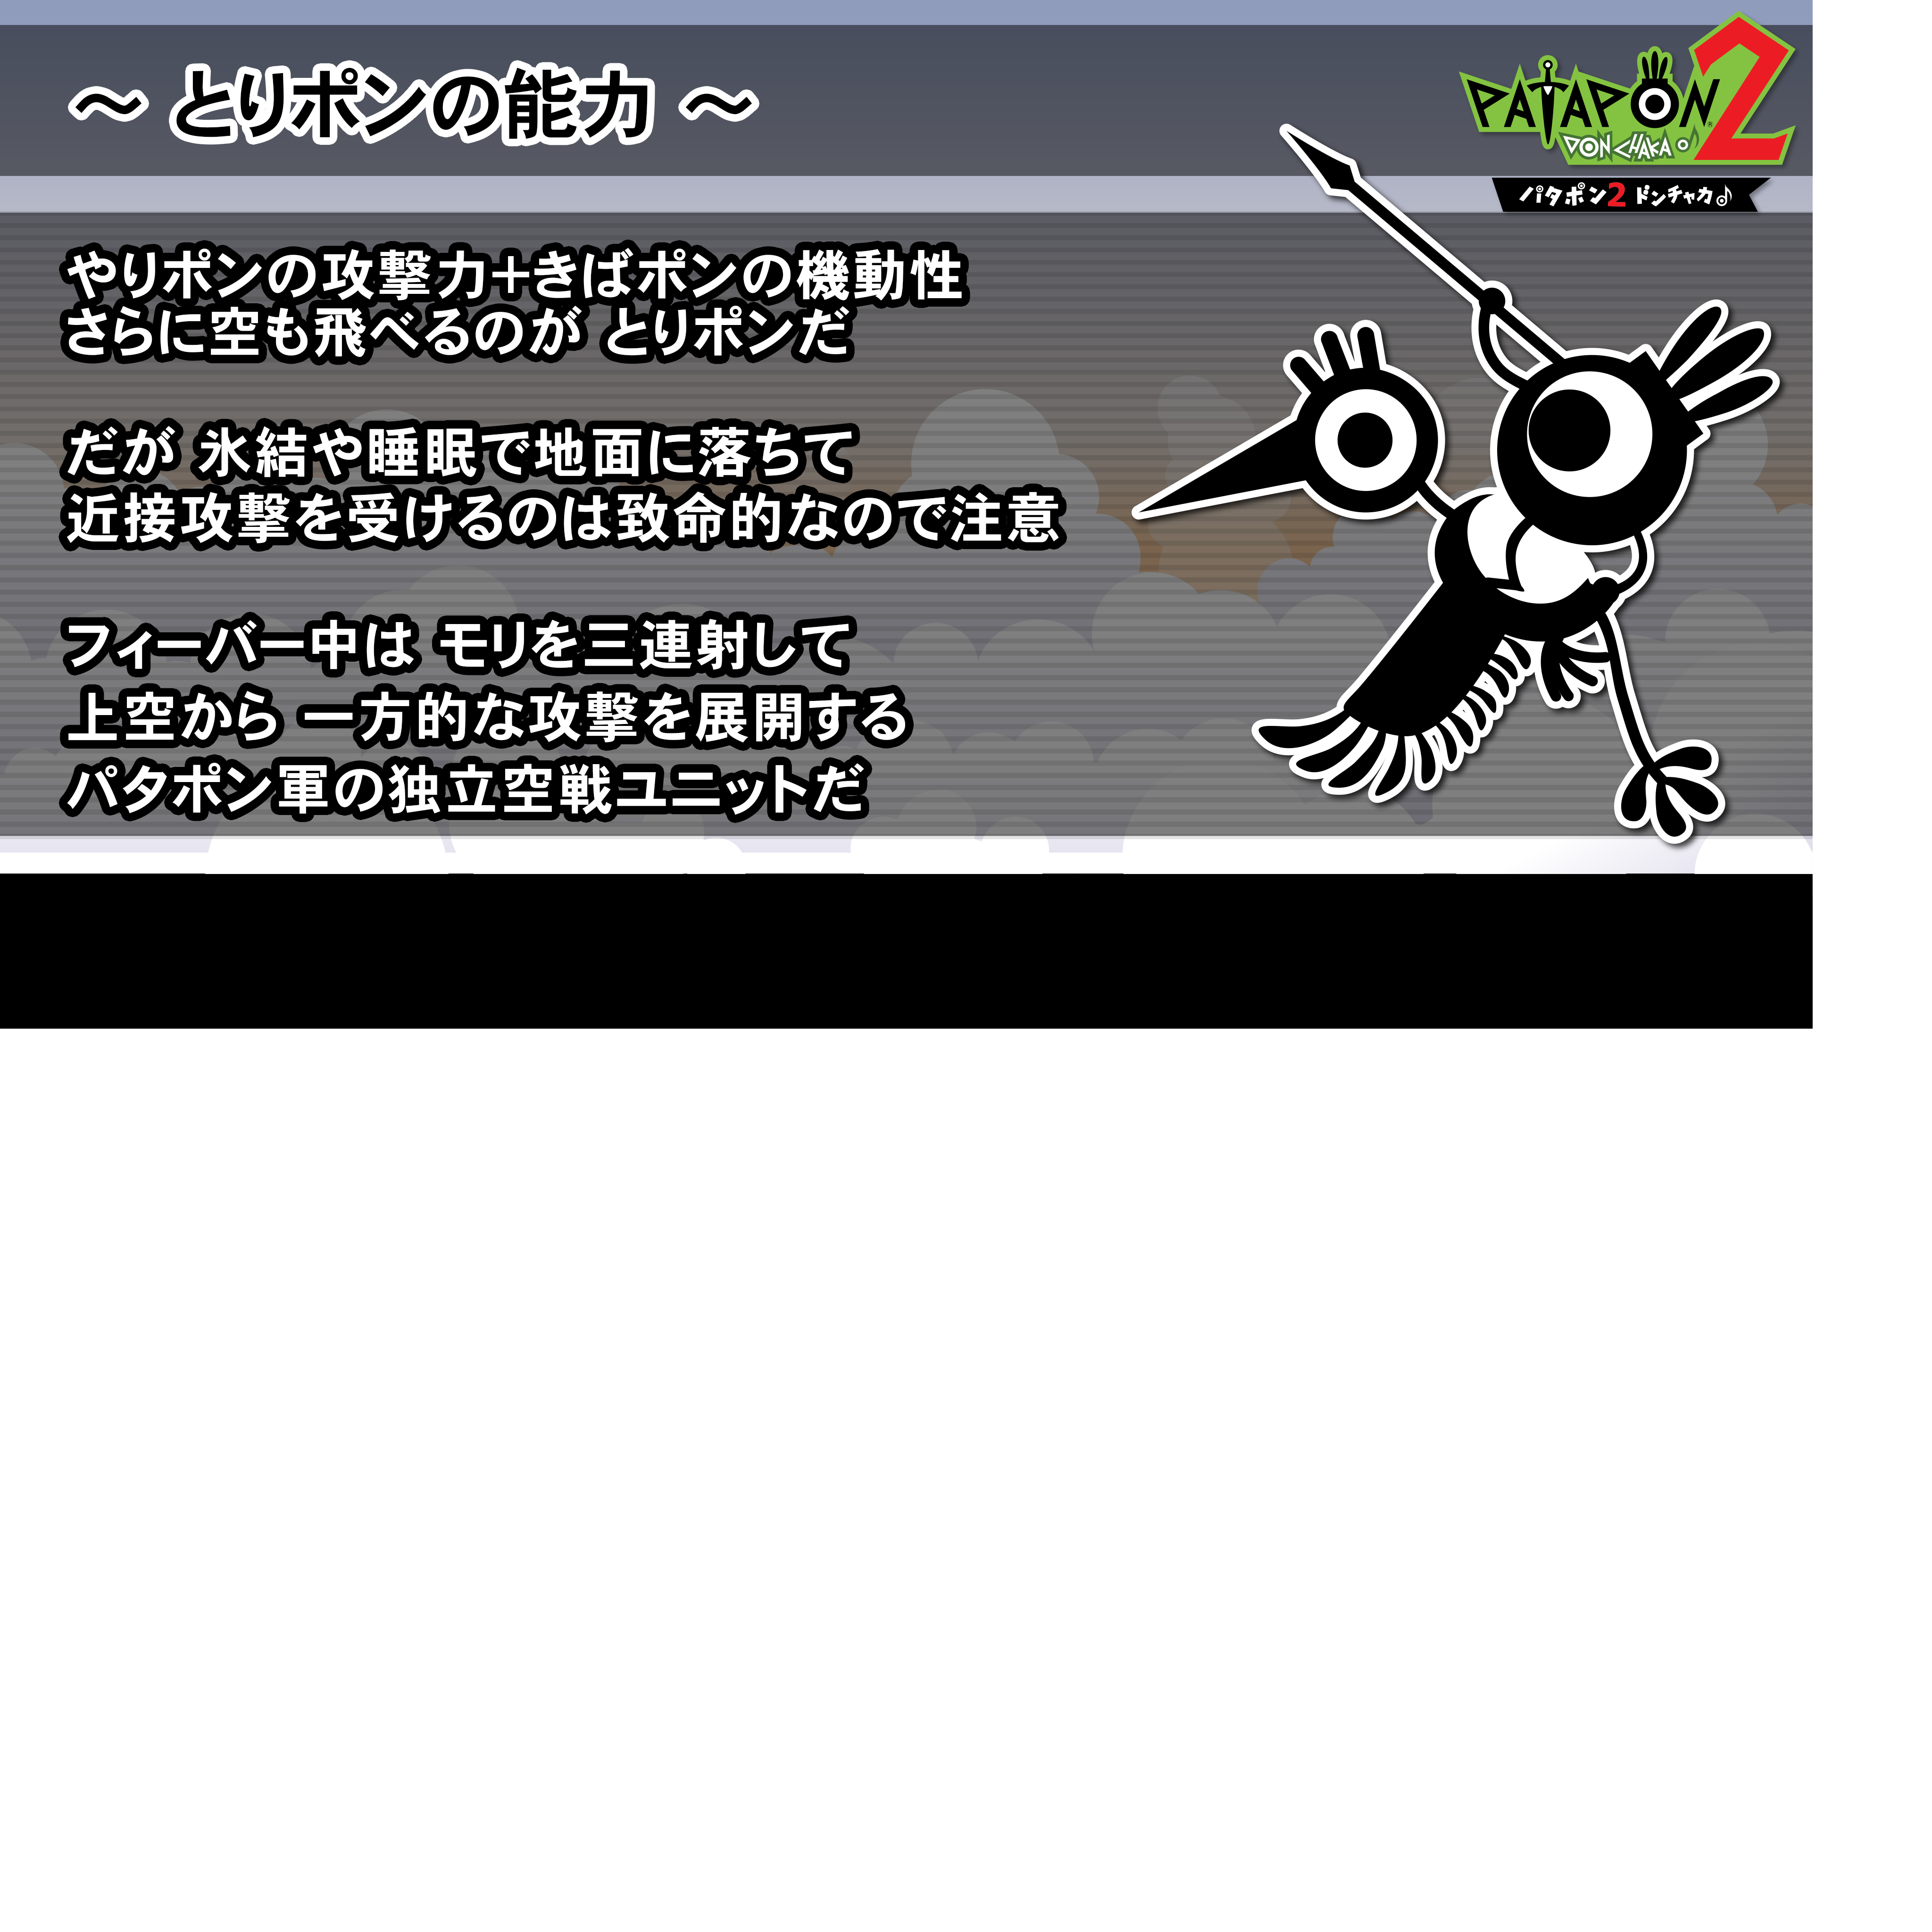 ～ とりポンの能力 ～
PATAPON2
DON CHAKA♪
®
パタポン2 ドンチャカ♪
やりポンの攻撃力+きばポンの機動性
さらに空も飛べるのが とりポンだ
だが 氷結や睡眠で地面に落ちて
近接攻撃を受けるのは致命的なので注意
フィーバー中は モリを三連射して
上空から 一方的な攻撃を展開する
パタポン軍の独立空戦ユニットだ